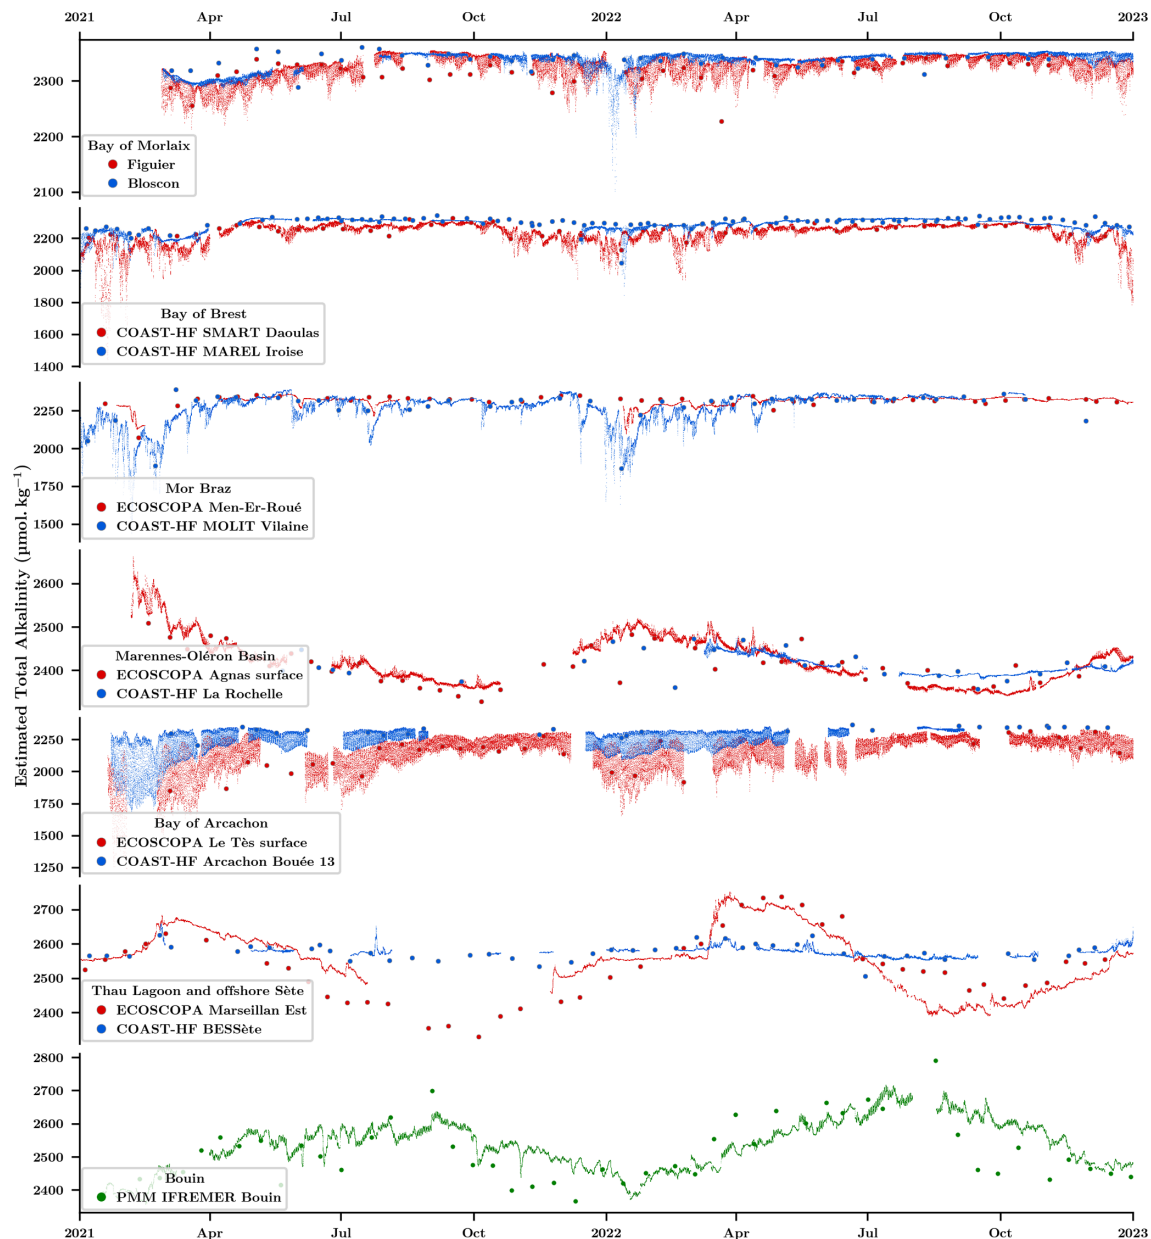 2021 Apr Jul Oct 2022 Apr Jul Oct 2023
2300
2200
2100
Bay of Morlaix
Figuier
Bloscon
2200
2000
1800
1600
1400
Bay of Brest
COAST-HF SMART Daoulas
COAST-HF MAREL Iroise
2250
2000
1750
1500
Mor Braz
ECOSCOPA Men-Er-Roué
COAST-HF MOLIT Vilaine
Estimated Total Alkalinity (µmol. kg⁻¹)
2600
2500
2400
Marennes-Oléron Basin
ECOSCOPA Agnas surface
COAST-HF La Rochelle
2250
2000
1750
1500
1250
Bay of Arcachon
ECOSCOPA Le Tès surface
COAST-HF Arcachon Bouée 13
2700
2600
2500
2400
Thau Lagoon and offshore Sète
ECOSCOPA Marseillan Est
COAST-HF BESSète
2800
2700
2600
2500
2400
Bouin
PMM IFREMER Bouin
2021 Apr Jul Oct 2022 Apr Jul Oct 2023